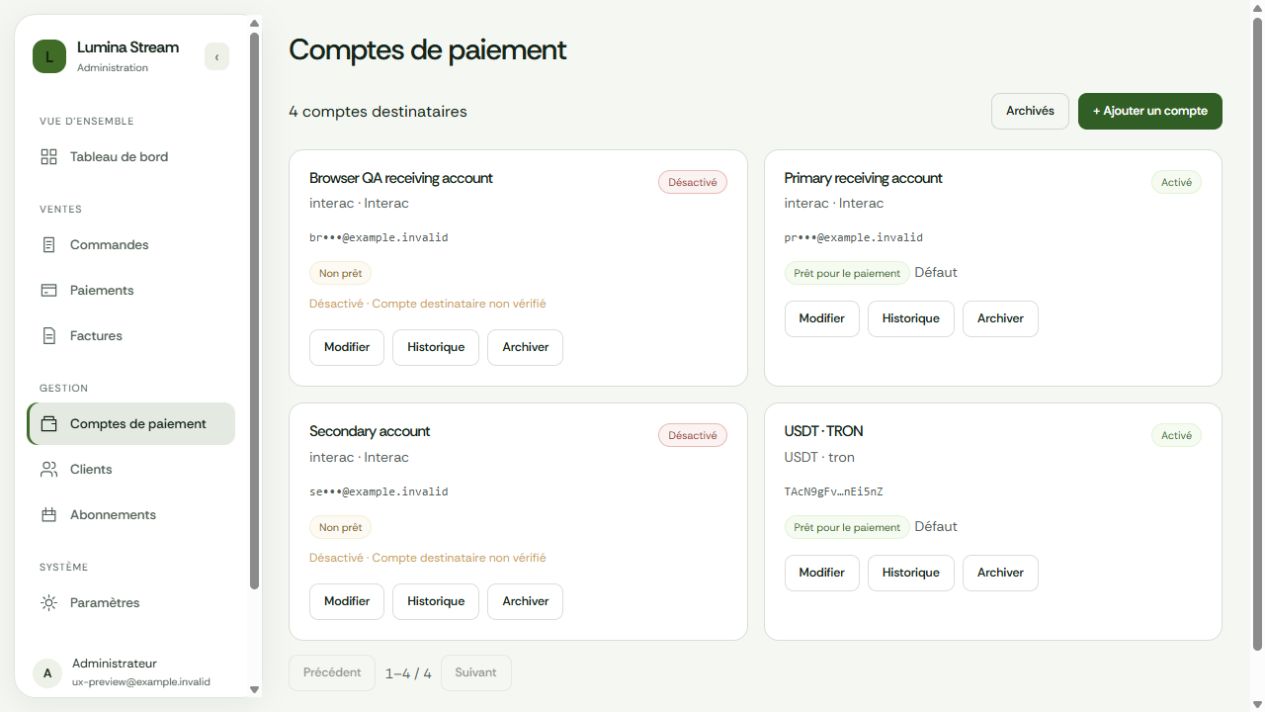 L
Lumina Stream
Administration
‹
VUE D'ENSEMBLE
Tableau de bord
VENTES
Commandes
Paiements
Factures
GESTION
Comptes de paiement
Clients
Abonnements
SYSTÈME
Paramètres
A
Administrateur
ux-preview@example.invalid
Comptes de paiement
4 comptes destinataires
Archivés
+ Ajouter un compte
Browser QA receiving account
Désactivé
interac · Interac
br•••@example.invalid
Non prêt
Désactivé · Compte destinataire non vérifié
Modifier Historique Archiver
Primary receiving account
Activé
interac · Interac
pr•••@example.invalid
Prêt pour le paiement Défaut
Modifier Historique Archiver
Secondary account
Désactivé
interac · Interac
se•••@example.invalid
Non prêt
Désactivé · Compte destinataire non vérifié
Modifier Historique Archiver
USDT · TRON
Activé
USDT · tron
TAcN9gFv…nEi5nZ
Prêt pour le paiement Défaut
Modifier Historique Archiver
Précédent 1–4 / 4 Suivant